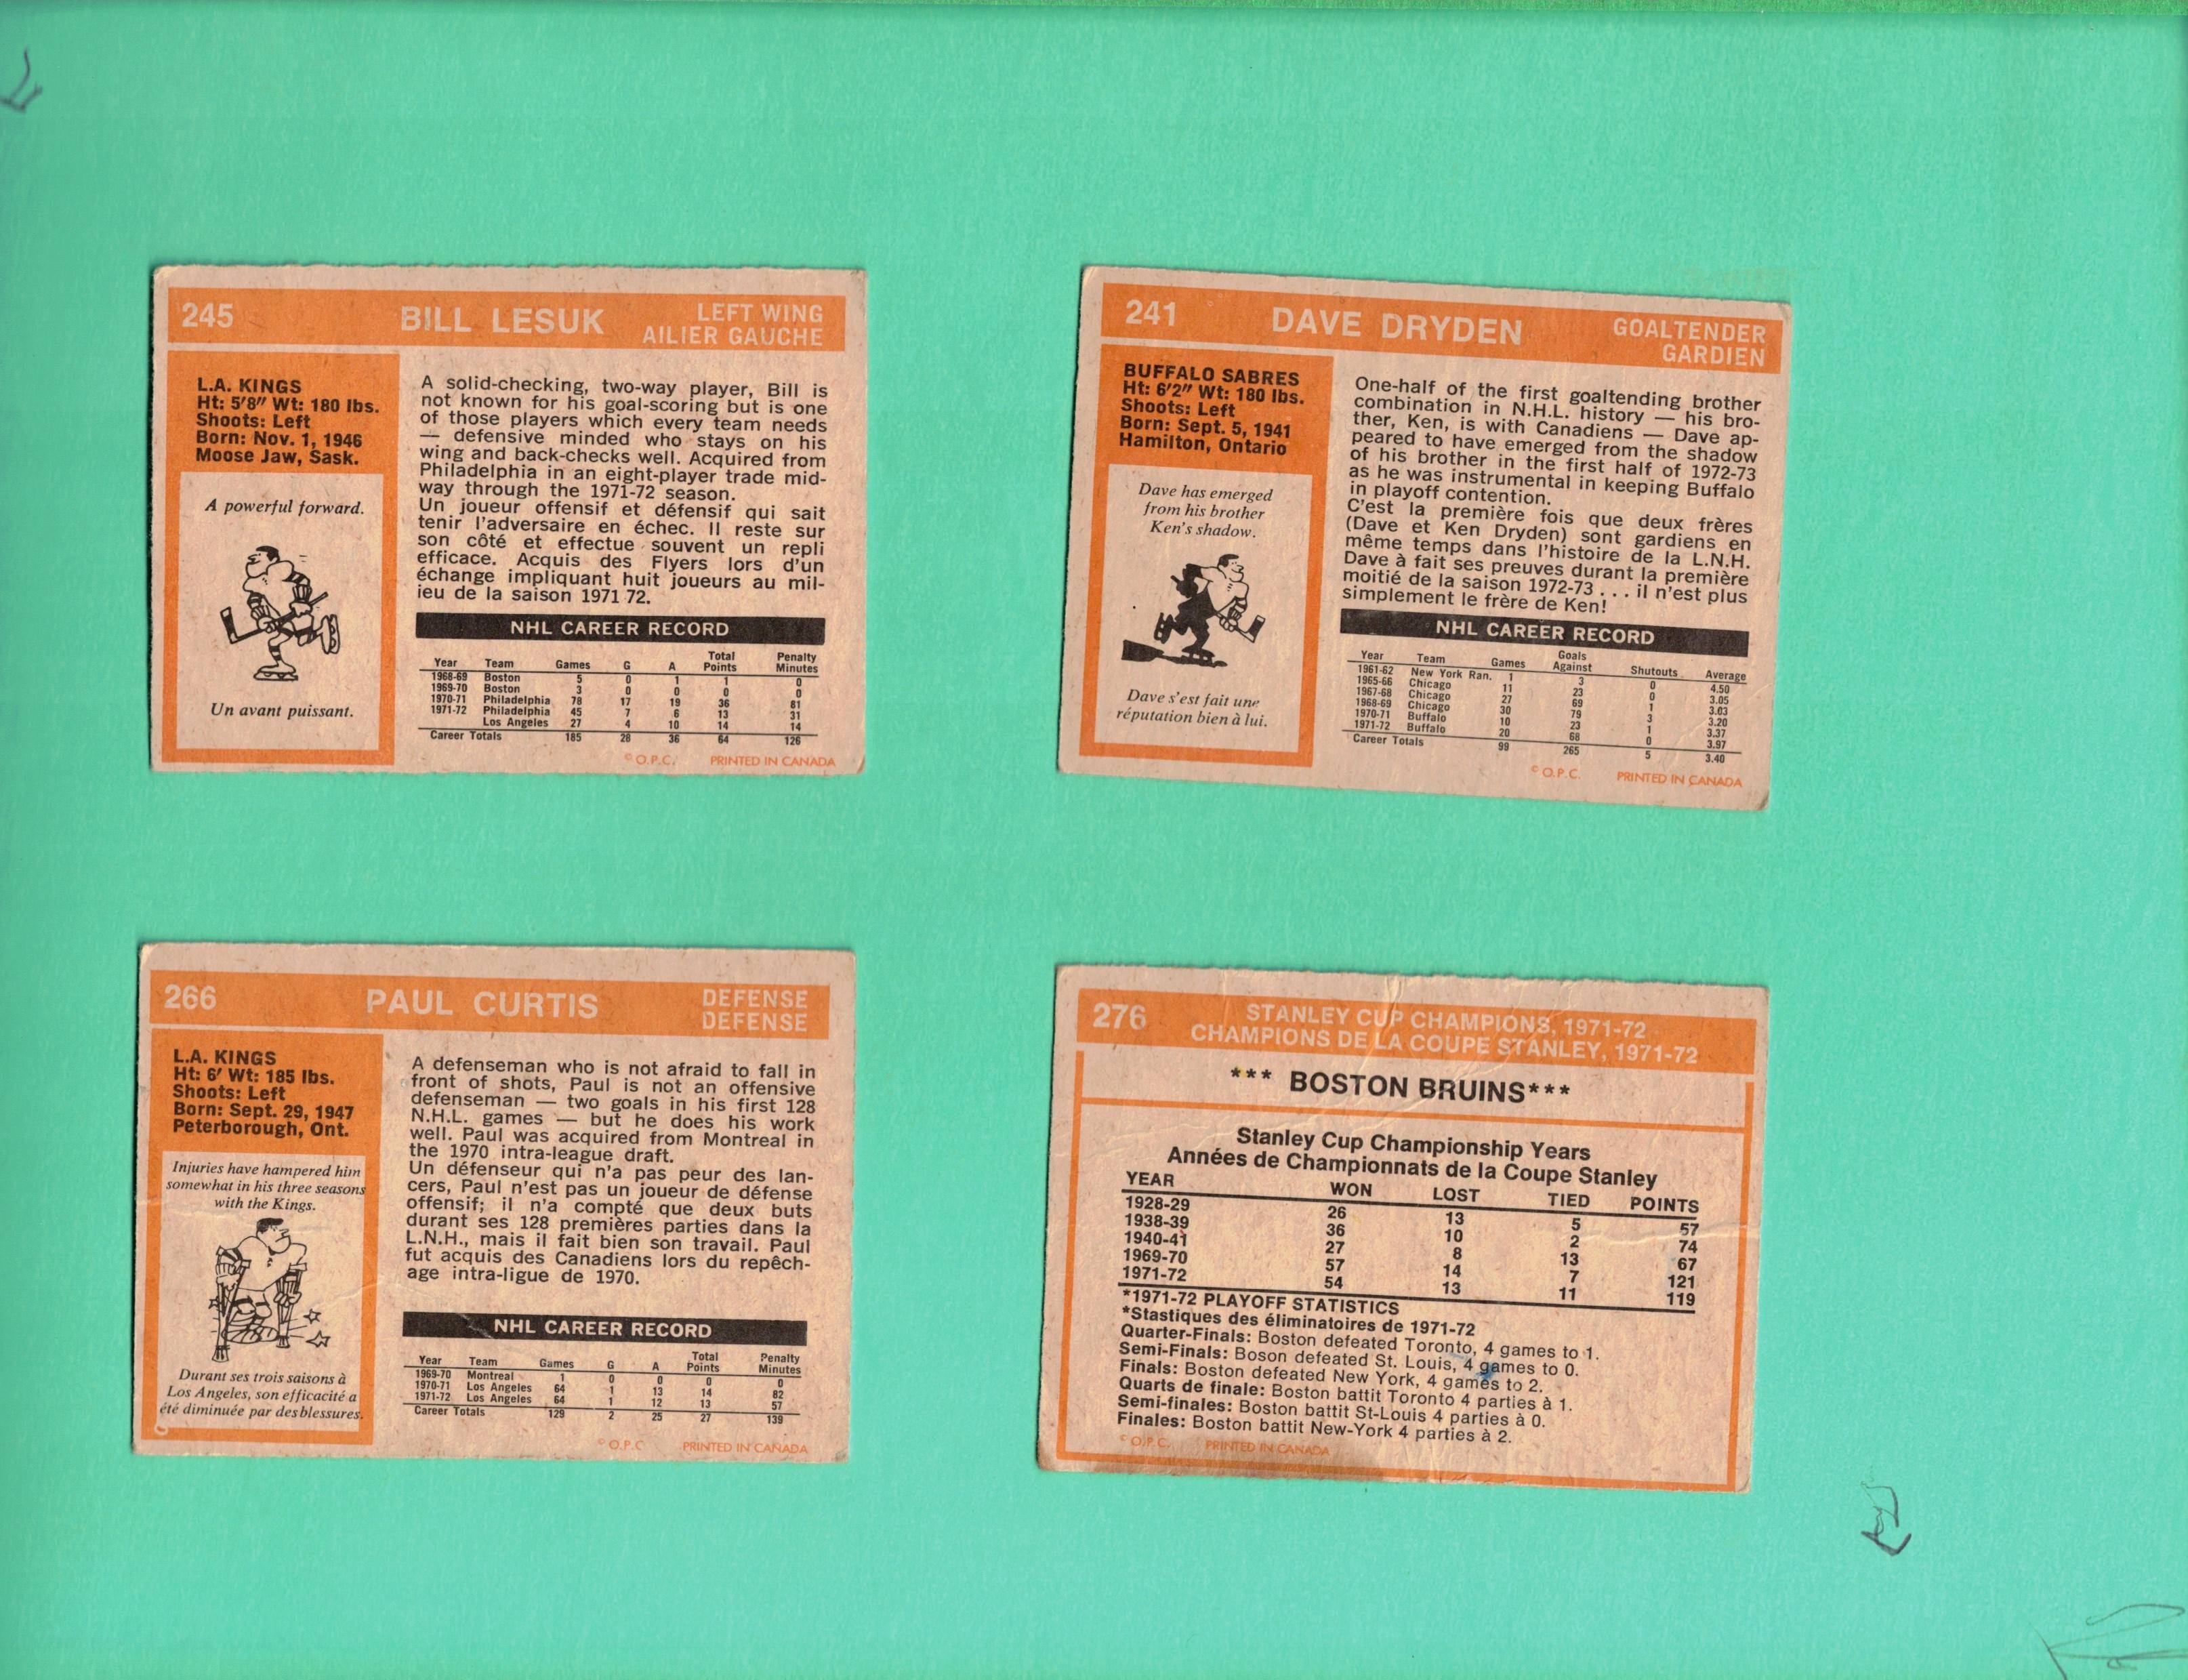 245 BILL LESUK LEFT WING
AILIER GAUCHE
L.A. KINGS
Ht: 5'8" Wt: 180 lbs.
Shoots: Left
Born: Nov. 1, 1946
Moose Jaw, Sask.
A powerful forward.
Un avant puissant.
A solid-checking, two-way player, Bill is
not known for his goal-scoring but is one
of those players which every team needs
— defensive minded who stays on his
wing and back-checks well. Acquired from
Philadelphia in an eight-player trade mid-
way through the 1971-72 season.
Un joueur offensif et défensif qui sait
tenir l'adversaire en échec. Il reste sur
son côté et effectue souvent un repli
efficace. Acquis des Flyers lors d'un
échange impliquant huit joueurs au mil-
ieu de la saison 1971 72.
NHL CAREER RECORD
Year Team Games G A Total Points Penalty Minutes
1968-69 Boston 5 0 1 1 0
1969-70 Boston 3 0 0 0 0
1970-71 Philadelphia 78 17 19 36 81
1971-72 Philadelphia 45 7 6 13 31
Los Angeles 27 4 10 14 14
Career Totals 185 28 36 64 126
© O.P.C. PRINTED IN CANADA
241 DAVE DRYDEN GOALTENDER
GARDIEN
BUFFALO SABRES
Ht: 6'2" Wt: 180 lbs.
Shoots: Left
Born: Sept. 5, 1941
Hamilton, Ontario
Dave has emerged
from his brother
Ken's shadow.
Dave s'est fait une
réputation bien à lui.
One-half of the first goaltending brother
combination in N.H.L. history — his bro-
ther, Ken, is with Canadiens — Dave ap-
peared to have emerged from the shadow
of his brother in the first half of 1972-73
as he was instrumental in keeping Buffalo
in playoff contention.
C'est la première fois que deux frères
(Dave et Ken Dryden) sont gardiens en
même temps dans l'histoire de la L.N.H.
Dave à fait ses preuves durant la première
moitié de la saison 1972-73 . . . il n'est plus
simplement le frère de Ken!
NHL CAREER RECORD
Year Team Games Goals Against Shutouts Average
1961-62 New York Ran. 1 3 0 4.50
1965-66 Chicago 11 23 0 3.05
1967-68 Chicago 27 69 1 3.03
1968-69 Chicago 30 79 3 3.20
1970-71 Buffalo 10 23 1 3.37
1971-72 Buffalo 20 68 0 3.97
Career Totals 99 265 5 3.40
© O.P.C. PRINTED IN CANADA
266 PAUL CURTIS DEFENSE
DEFENSE
L.A. KINGS
Ht: 6' Wt: 185 lbs.
Shoots: Left
Born: Sept. 29, 1947
Peterborough, Ont.
Injuries have hampered him
somewhat in his three seasons
with the Kings.
Durant ses trois saisons à
Los Angeles, son efficacité a
été diminuée par des blessures.
A defenseman who is not afraid to fall in
front of shots, Paul is not an offensive
defenseman — two goals in his first 128
N.H.L. games — but he does his work
well. Paul was acquired from Montreal in
the 1970 intra-league draft.
Un défenseur qui n'a pas peur des lan-
cers, Paul n'est pas un joueur de défense
offensif; il n'a compté que deux buts
durant ses 128 premières parties dans la
L.N.H., mais il fait bien son travail. Paul
fut acquis des Canadiens lors du repêch-
age intra-ligue de 1970.
NHL CAREER RECORD
Year Team Games G A Total Points Penalty Minutes
1969-70 Montreal 1 0 0 0 0
1970-71 Los Angeles 64 1 13 14 82
1971-72 Los Angeles 64 1 12 13 57
Career Totals 129 2 25 27 139
© O.P.C. PRINTED IN CANADA
276 STANLEY CUP CHAMPIONS, 1971-72
CHAMPIONS DE LA COUPE STANLEY, 1971-72
*** BOSTON BRUINS***
Stanley Cup Championship Years
Années de Championnats de la Coupe Stanley
YEAR WON LOST TIED POINTS
1928-29 26 13 5 57
1938-39 36 10 2 74
1940-41 27 8 13 67
1969-70 57 14 7 121
1971-72 54 13 11 119
*1971-72 PLAYOFF STATISTICS
*Stastiques des éliminatoires de 1971-72
Quarter-Finals: Boston defeated Toronto, 4 games to 1.
Semi-Finals: Boson defeated St. Louis, 4 games to 0.
Finals: Boston defeated New York, 4 games to 2.
Quarts de finale: Boston battit Toronto 4 parties à 1.
Semi-finales: Boston battit St-Louis 4 parties à 0.
Finales: Boston battit New-York 4 parties à 2.
© O.P.C. PRINTED IN CANADA